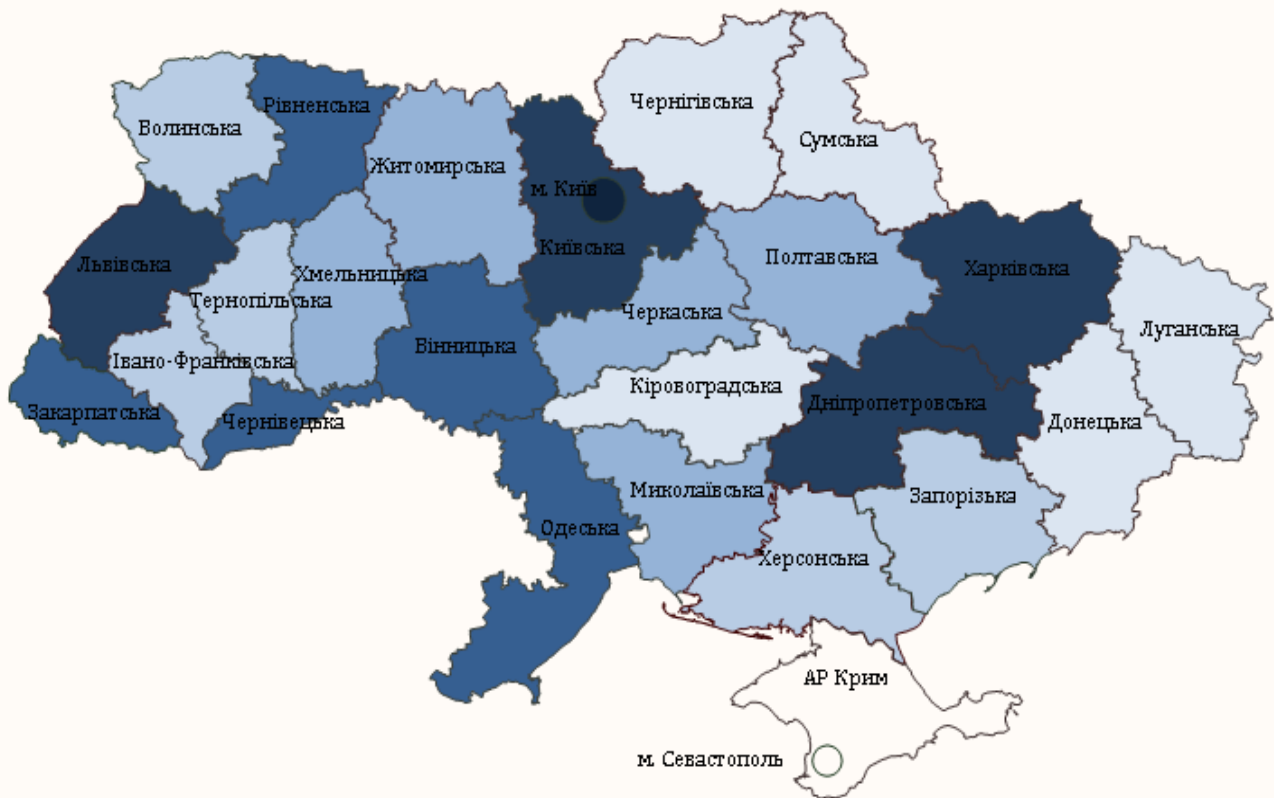 Чернігівська
Рівненська
Волинська
Сумська
Житомирська
м. Київ
Київська
Полтавська
Львівська
Харківська
Хмельницька
Тернопільська
Черкаська
Луганська
Вінницька
Івано-Франківська
Кіровоградська
Закарпатська
Чернівецька
Дніпропетровська
Донецька
Миколаївська
Запорізька
Одеська
Херсонська
АР Крим
м. Севастополь